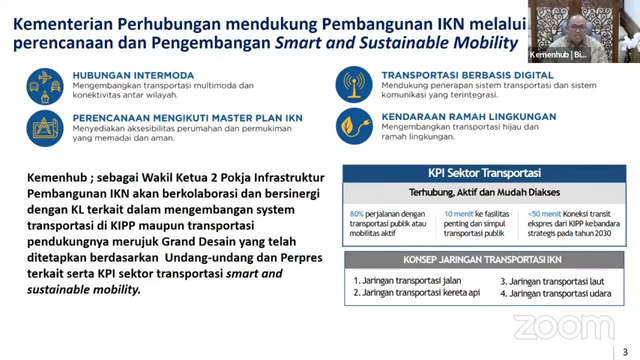 Kementerian Perhubungan mendukung Pembangunan IKN melalui
perencanaan dan Pengembangan Smart and Sustainable Mobility
Kemenhub | Bi...
HUBUNGAN INTERMODA
Mengembangkan transportasi multimoda dan
konektivitas antar wilayah.
TRANSPORTASI BERBASIS DIGITAL
Mendukung penerapan sistem transportasi dan sistem
komunikasi yang terintegrasi.
PERENCANAAN MENGIKUTI MASTER PLAN IKN
Menyediakan aksesibilitas perumahan dan permukiman
yang memadai dan aman.
KENDARAAN RAMAH LINGKUNGAN
Mengembangkan transportasi hijau dan
ramah lingkungan.
Kemenhub ; sebagai Wakil Ketua 2 Pokja Infrastruktur
Pembangunan IKN akan berkolaborasi dan bersinergi
dengan KL terkait dalam mengembangan system
transportasi di KIPP maupun transportasi
pendukungnya merujuk Grand Desain yang telah
ditetapkan berdasarkan Undang-undang dan Perpres
terkait serta KPI sektor transportasi smart and
sustainable mobility.
KPI Sektor Transportasi
Terhubung, Aktif dan Mudah Diakses
80% perjalanan dengan
transportasi publik atau
mobilitas aktif
10 menit ke fasilitas
penting dan simpul
transportasi publik
<50 menit Koneksi transit
ekspres dari KIPP ke bandara
strategis pada tahun 2030
KONSEP JARINGAN TRANSPORTASI IKN
1. Jaringan transportasi jalan
2. Jaringan transportasi kereta api
3. Jaringan transportasi laut
4. Jaringan transportasi udara
zoom
3